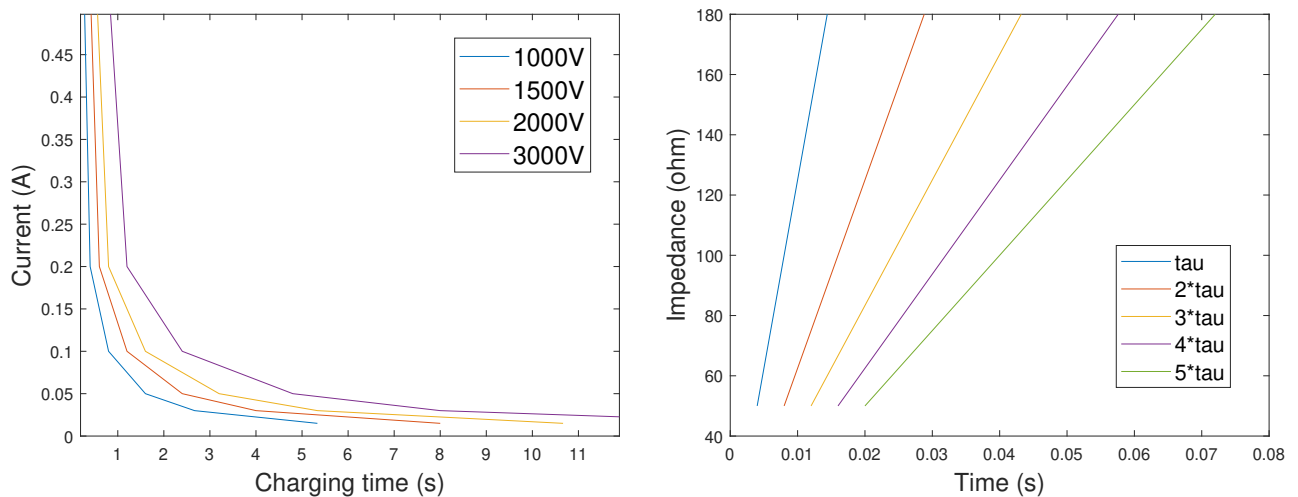 0.45
0.4
0.35
0.3
0.25
0.2
0.15
0.1
0.05
0
Current (A)
1000V
1500V
2000V
3000V
1 2 3 4 5 6 7 8 9 10 11
Charging time (s)
180
160
140
120
100
80
60
40
Impedance (ohm)
tau
2*tau
3*tau
4*tau
5*tau
0 0.01 0.02 0.03 0.04 0.05 0.06 0.07 0.08
Time (s)